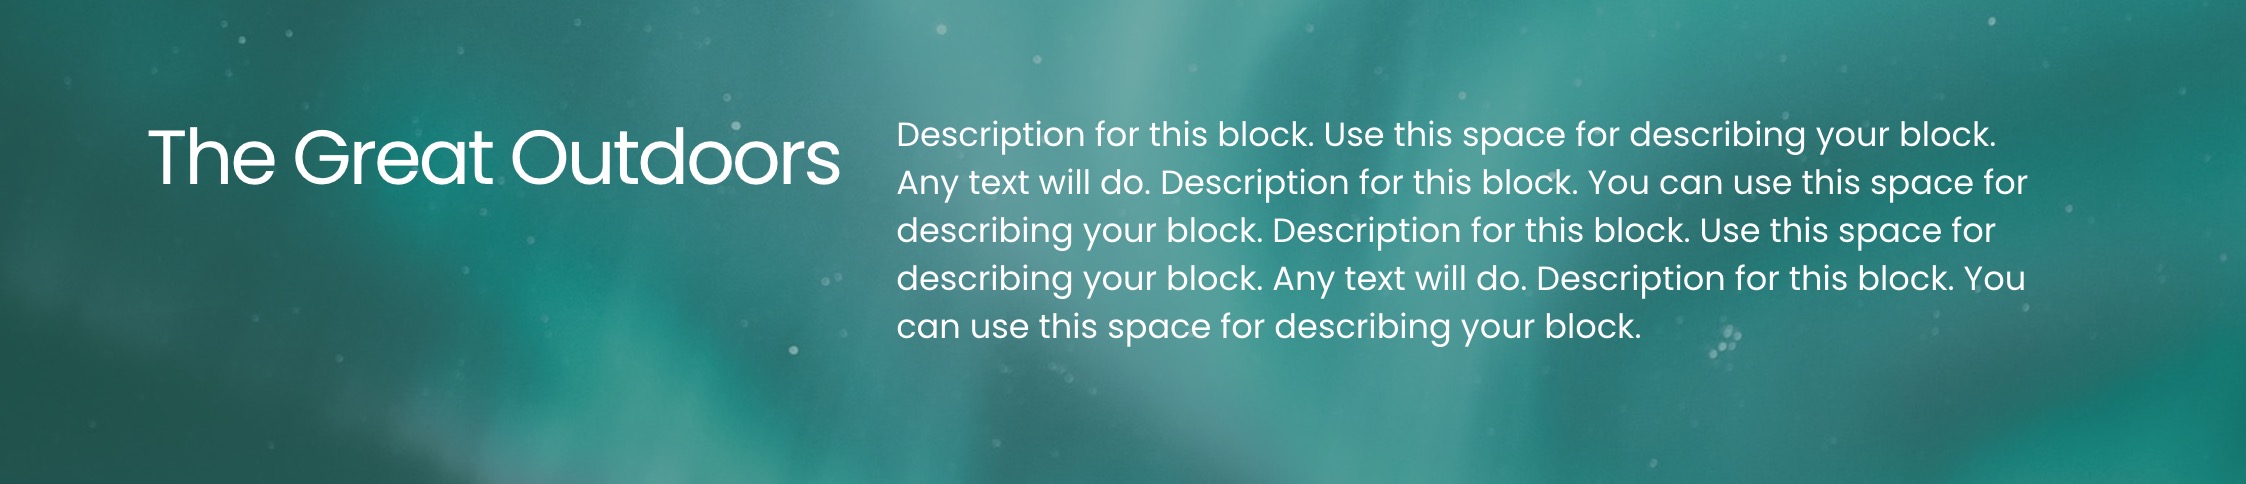 The Great Outdoors
Description for this block. Use this space for describing your block.
Any text will do. Description for this block. You can use this space for
describing your block. Description for this block. Use this space for
describing your block. Any text will do. Description for this block. You
can use this space for describing your block.